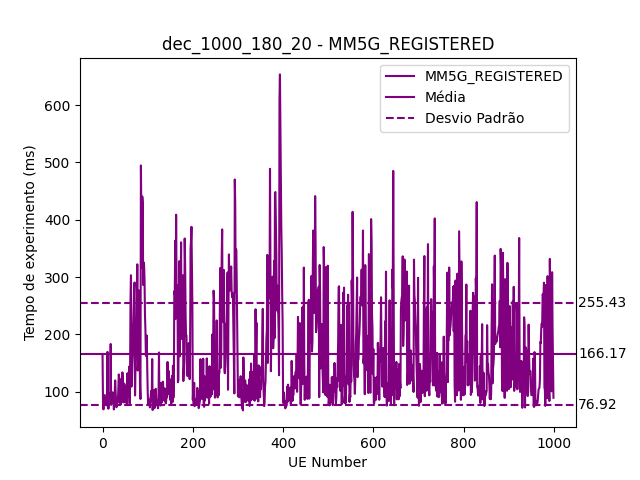 dec_1000_180_20 - MM5G_REGISTERED
MM5G_REGISTERED
Média
Desvio Padrão
Tempo de experimento (ms)
600
500
400
300
200
100
255.43
166.17
76.92
0
200
400
600
800
1000
UE Number